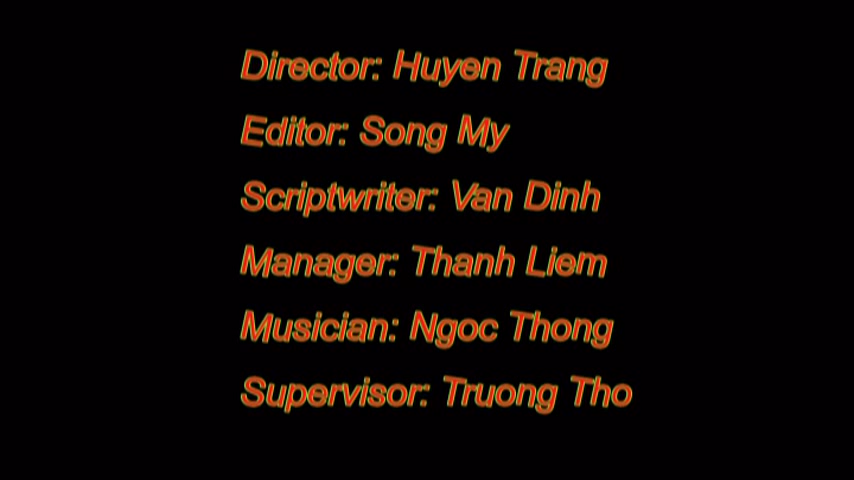 Director: Huyen Trang
Editor: Song My
Scriptwriter: Van Dinh
Manager: Thanh Liem
Musician: Ngoc Thong
Supervisor: Truong Tho